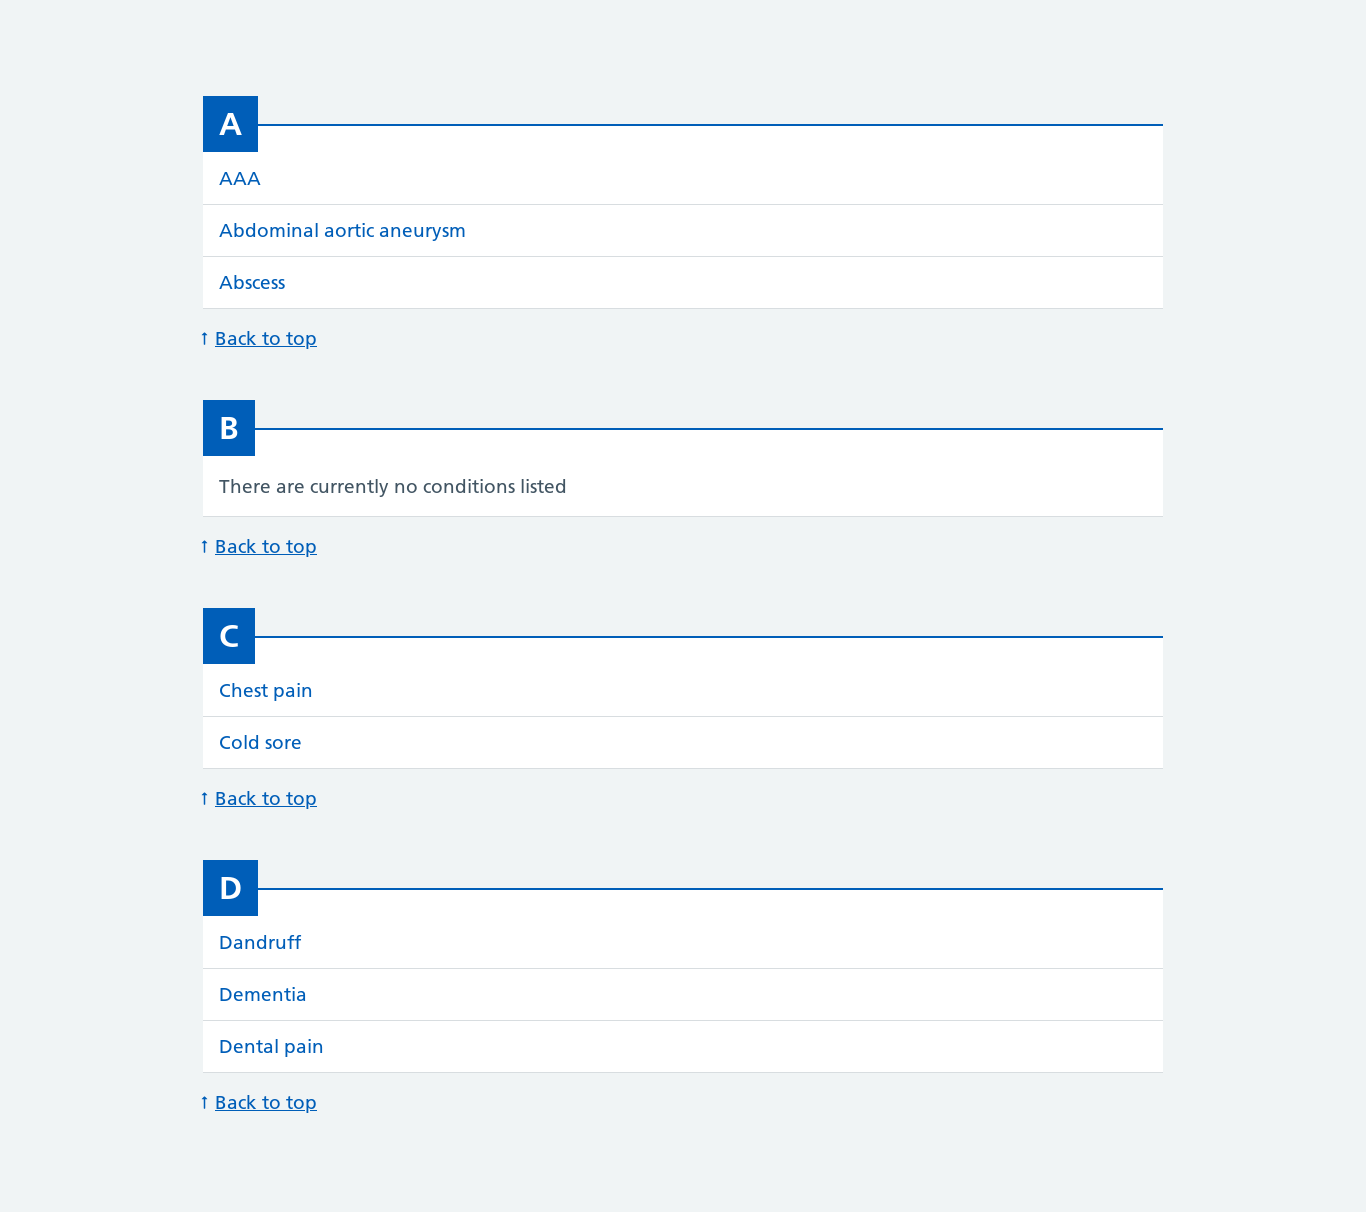 A
AAA
Abdominal aortic aneurysm
Abscess
↑ Back to top
B
There are currently no conditions listed
↑ Back to top
C
Chest pain
Cold sore
↑ Back to top
D
Dandruff
Dementia
Dental pain
↑ Back to top